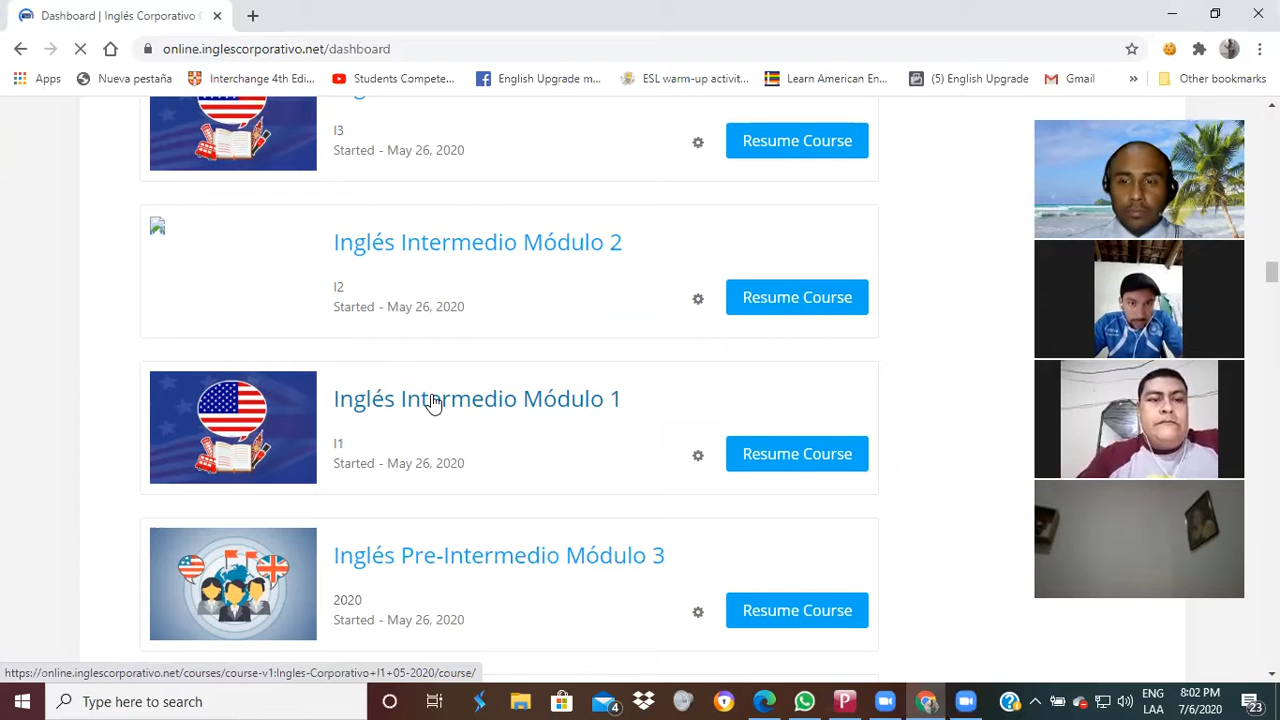 Dashboard | Inglés Corporativo
online.inglescorporativo.net/dashboard
Apps
Nueva pestaña
Interchange 4th Edi...
Students Compete...
English Upgrade m...
ESL warm-up activit...
Learn American En...
(5) English Upgrade
Gmail
»
Other bookmarks
I3
Started - May 26, 2020
Resume Course
Inglés Intermedio Módulo 2
I2
Started - May 26, 2020
Resume Course
Inglés Intermedio Módulo 1
I1
Started - May 26, 2020
Resume Course
Inglés Pre-Intermedio Módulo 3
2020
Started - May 26, 2020
Resume Course
https://online.inglescorporativo.net/courses/course-v1:Ingles-Corporativo+I1+05-2020/course/
Type here to search
4
ENG
LAA
8:02 PM
7/6/2020
23